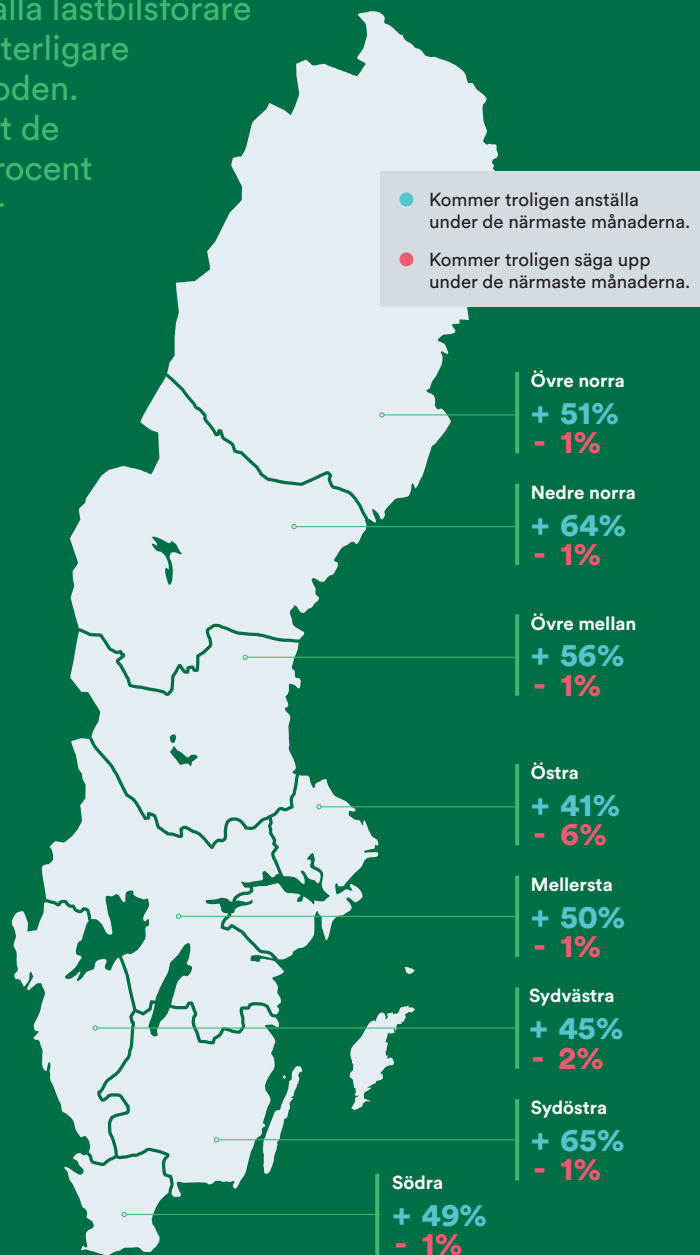 alla lastbilsförare
terligare
oden.
t de
rocent
Kommer troligen anställa
under de närmaste månaderna.
Kommer troligen säga upp
under de närmaste månaderna.
Övre norra
+ 51%
- 1%
Nedre norra
+ 64%
- 1%
Övre mellan
+ 56%
- 1%
Östra
+ 41%
- 6%
Mellersta
+ 50%
- 1%
Sydvästra
+ 45%
- 2%
Sydöstra
+ 65%
- 1%
Södra
+ 49%
- 1%